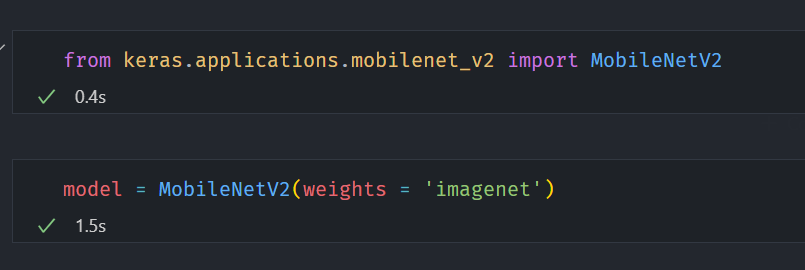 from keras.applications.mobilenet_v2 import MobileNetV2
0.4s
model = MobileNetV2(weights = 'imagenet')
1.5s